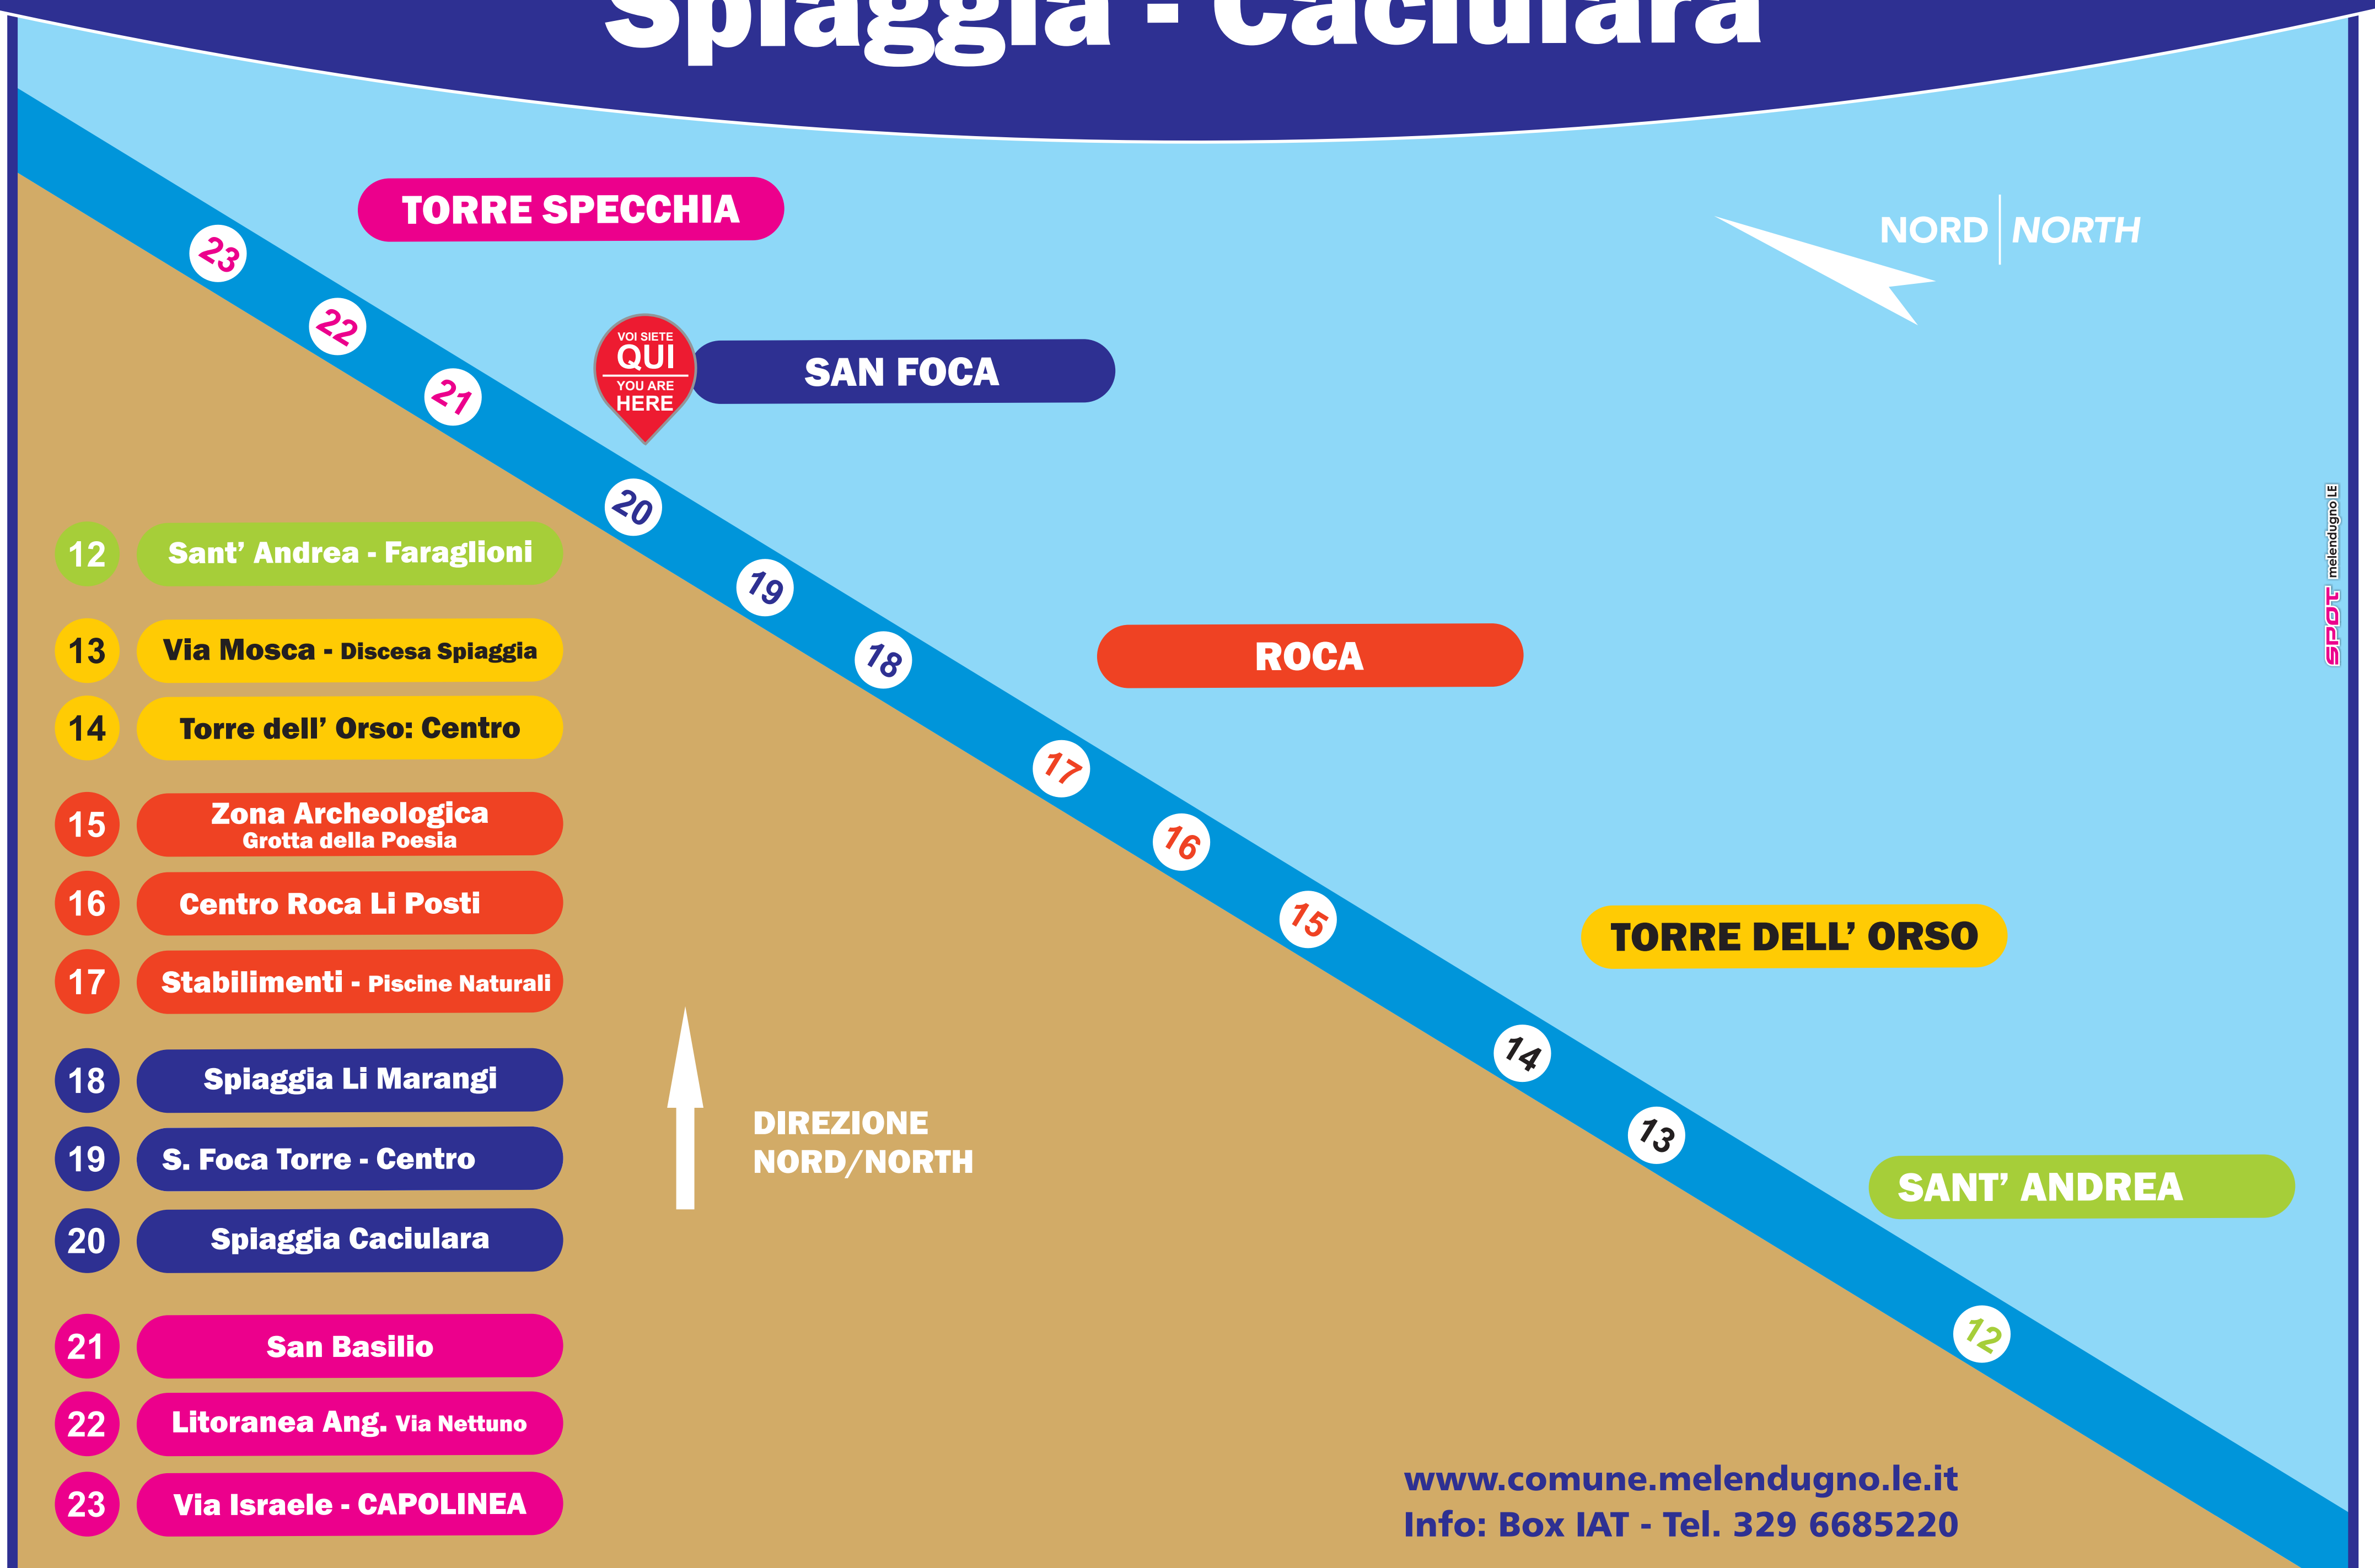 Spiaggia - Caciulara
TORRE SPECCHIA
NORD NORTH
VOI SIETE
QUI
YOU ARE
HERE
SAN FOCA
ROCA
TORRE DELL' ORSO
SANT' ANDREA
23
22
21
20
19
18
17
16
15
14
13
12
12 Sant' Andrea - Faraglioni
13 Via Mosca - Discesa Spiaggia
14 Torre dell' Orso: Centro
15 Zona Archeologica
Grotta della Poesia
16 Centro Roca Li Posti
17 Stabilimenti - Piscine Naturali
18 Spiaggia Li Marangi
19 S. Foca Torre - Centro
20 Spiaggia Caciulara
21 San Basilio
22 Litoranea Ang. Via Nettuno
23 Via Israele - CAPOLINEA
DIREZIONE
NORD/NORTH
www.comune.melendugno.le.it
Info: Box IAT - Tel. 329 6685220
SPOT melendugno LE